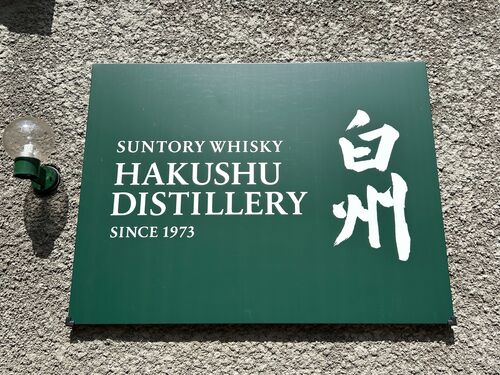 SUNTORY WHISKY
HAKUSHU
DISTILLERY
SINCE 1973
白州